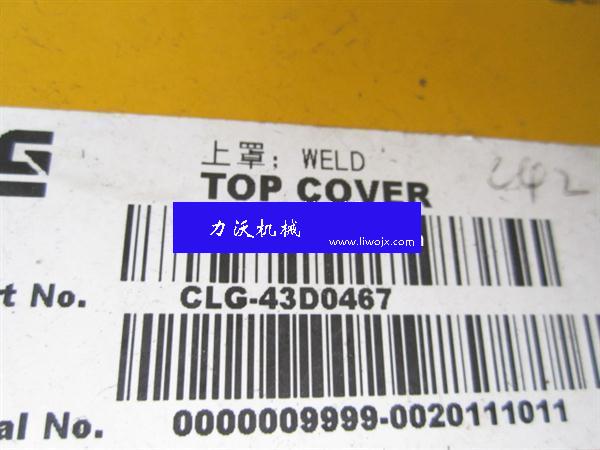 上罩; WELD
TOP COVER
力沃机械
www.liwojx.com
t No. CLG-43D0467
al No. 0000009999-0020111011